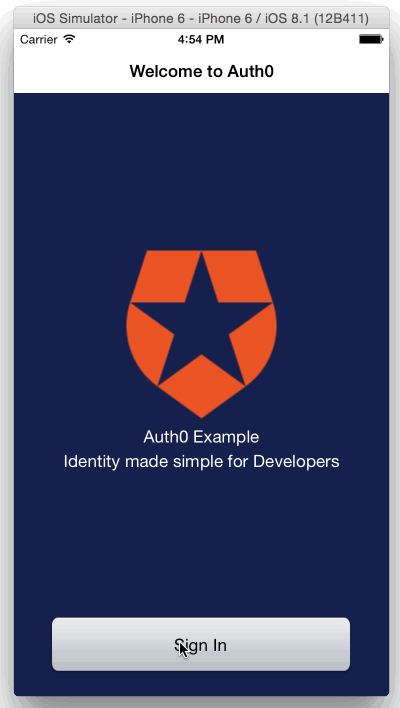 iOS Simulator - iPhone 6 - iPhone 6 / iOS 8.1 (12B411)
Carrier 4:54 PM
Welcome to Auth0
Auth0 Example
Identity made simple for Developers
Sign In